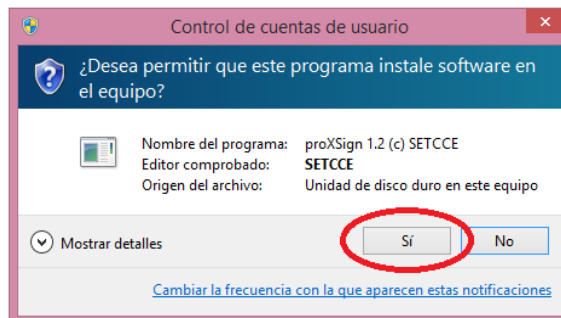 Control de cuentas de usuario
¿Desea permitir que este programa instale software en
el equipo?
Nombre del programa: proXSign 1.2 (c) SETCCE
Editor comprobado: SETCCE
Origen del archivo: Unidad de disco duro en este equipo
Mostrar detalles Sí No
Cambiar la frecuencia con la que aparecen estas notificaciones